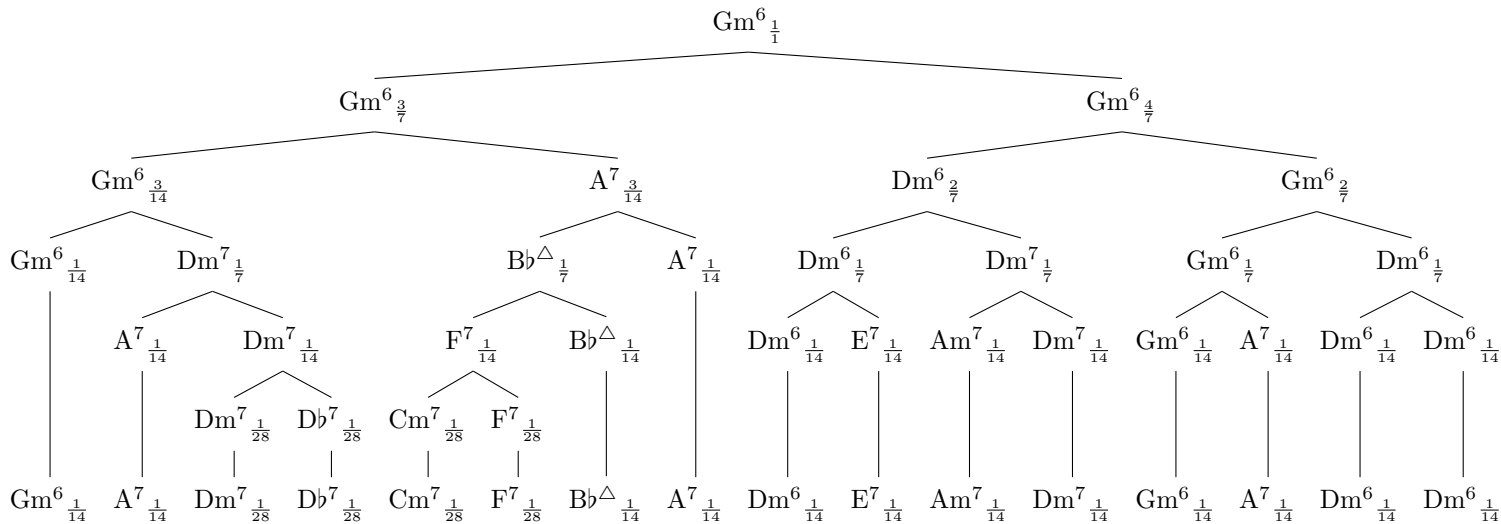 Gm⁶ 1/1
Gm⁶ 3/7 Gm⁶ 4/7
Gm⁶ 3/14 A⁷ 3/14 Dm⁶ 2/7 Gm⁶ 2/7
Gm⁶ 1/14 Dm⁷ 1/7 B♭△ 1/7 A⁷ 1/14 Dm⁶ 1/7 Dm⁷ 1/7 Gm⁶ 1/7 Dm⁶ 1/7
A⁷ 1/14 Dm⁷ 1/14 F⁷ 1/14 B♭△ 1/14 Dm⁶ 1/14 E⁷ 1/14 Am⁷ 1/14 Dm⁷ 1/14 Gm⁶ 1/14 A⁷ 1/14 Dm⁶ 1/14 Dm⁶ 1/14
Dm⁷ 1/28 D♭⁷ 1/28 Cm⁷ 1/28 F⁷ 1/28
Gm⁶ 1/14 A⁷ 1/14 Dm⁷ 1/28 D♭⁷ 1/28 Cm⁷ 1/28 F⁷ 1/28 B♭△ 1/14 A⁷ 1/14 Dm⁶ 1/14 E⁷ 1/14 Am⁷ 1/14 Dm⁷ 1/14 Gm⁶ 1/14 A⁷ 1/14 Dm⁶ 1/14 Dm⁶ 1/14